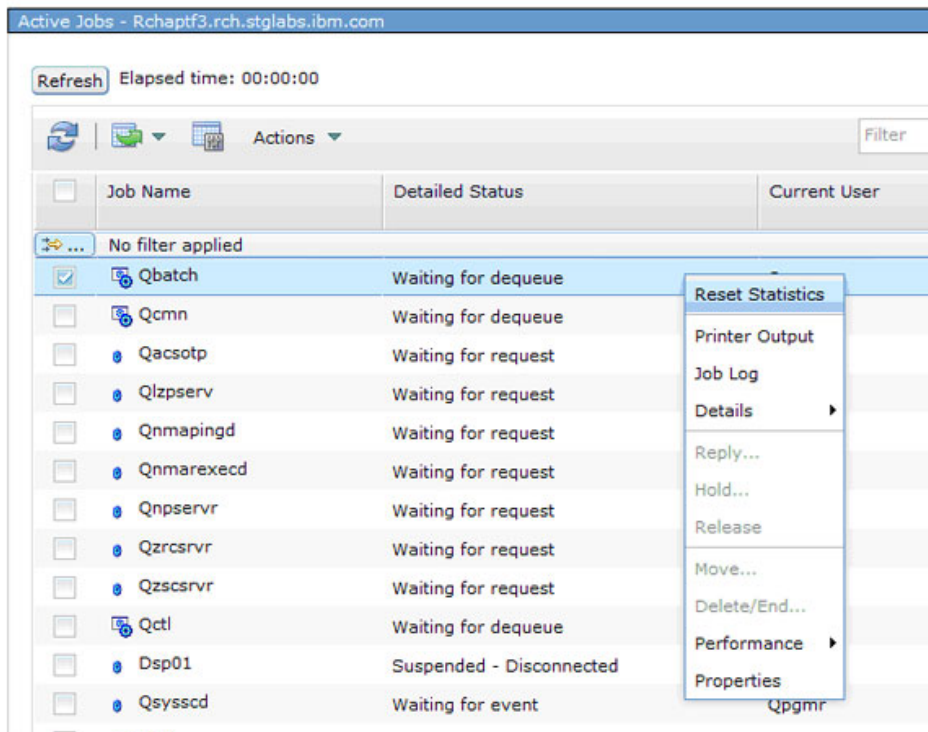 Active Jobs - Rchaptf3.rch.stglabs.ibm.com
Refresh Elapsed time: 00:00:00
Actions Filter
Job Name Detailed Status Current User
... No filter applied
Qbatch Waiting for dequeue
Qcmn Waiting for dequeue
Qacsotp Waiting for request
Qlzpserv Waiting for request
Qnmapingd Waiting for request
Qnmarexecd Waiting for request
Qnpservr Waiting for request
Qzrcsrvr Waiting for request
Qzscsrvr Waiting for request
Qctl Waiting for dequeue
Dsp01 Suspended - Disconnected
Qsysscd Waiting for event Qpgmr
Reset Statistics
Printer Output
Job Log
Details
Reply...
Hold...
Release
Move...
Delete/End...
Performance
Properties